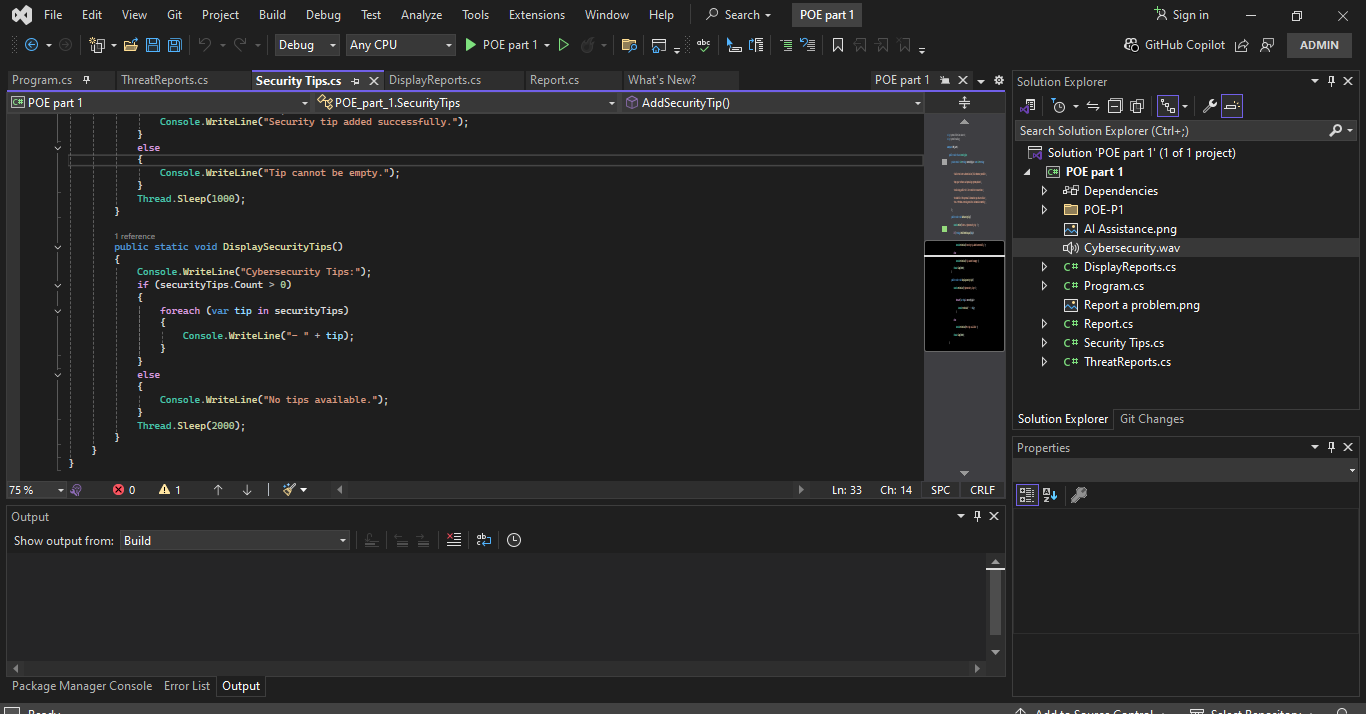 File Edit View Git Project Build Debug Test Analyze Tools Extensions Window Help Search POE part 1 Sign in
Debug Any CPU POE part 1 GitHub Copilot ADMIN
Program.cs ThreatReports.cs Security Tips.cs DisplayReports.cs Report.cs What's New? POE part 1
POE part 1 POE_part_1.SecurityTips AddSecurityTip()
Console.WriteLine("Security tip added successfully.");
}
else
{
Console.WriteLine("Tip cannot be empty.");
}
Thread.Sleep(1000);
}
1 reference
public static void DisplaySecurityTips()
{
Console.WriteLine("Cybersecurity Tips:");
if (securityTips.Count > 0)
{
foreach (var tip in securityTips)
{
Console.WriteLine("— " + tip);
}
}
else
{
Console.WriteLine("No tips available.");
}
Thread.Sleep(2000);
}
}
}
75 % 0 1 Ln: 33 Ch: 14 SPC CRLF
Output
Show output from: Build
Package Manager Console Error List Output
Solution Explorer
Search Solution Explorer (Ctrl+;)
Solution 'POE part 1' (1 of 1 project)
POE part 1
Dependencies
POE-P1
AI Assistance.png
Cybersecurity.wav
DisplayReports.cs
Program.cs
Report a problem.png
Report.cs
Security Tips.cs
ThreatReports.cs
Solution Explorer Git Changes
Properties
Ready Add to Source Control Select Repository